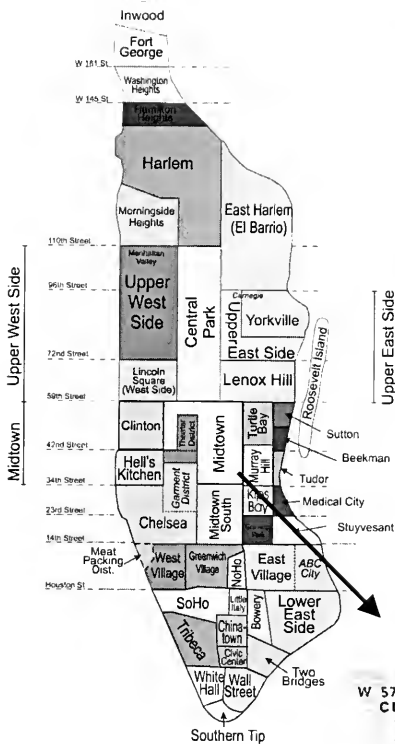 Inwood
Fort
George
W 181 St
Washington
Heights
W 145 St
Hamilton
Heights
Harlem
Morningside
Heights
East Harlem
(El Barrio)
110th Street
Manhattan
Valley
96th Street
Upper
West
Side
Central
Park
Carnegie
Upper
Yorkville
East Side
72nd Street
Lincoln
Square
(West Side)
Lenox Hill
59th Street
Upper West Side
Upper East Side
Roosevelt Island
Midtown
Clinton
Theater
District
Midtown
Turtle
Bay
Sutton
Beekman
42nd Street
Hell's
Kitchen
Garment
District
Murray
Hill
Tudor
34th Street
Kips
Bay
Medical City
23rd Street
Chelsea
Midtown
South
Stuyvesant
14th Street
Meat
Packing
Dist.
West
Village
Greenwich
Village
NoHo
East
Village
ABC
City
Houston St
SoHo
Little
Italy
Bowery
Lower
East
Side
Tribeca
China-
town
Civic
Center
Two
Bridges
White
Hall
Wall
Street
Southern Tip
W 57